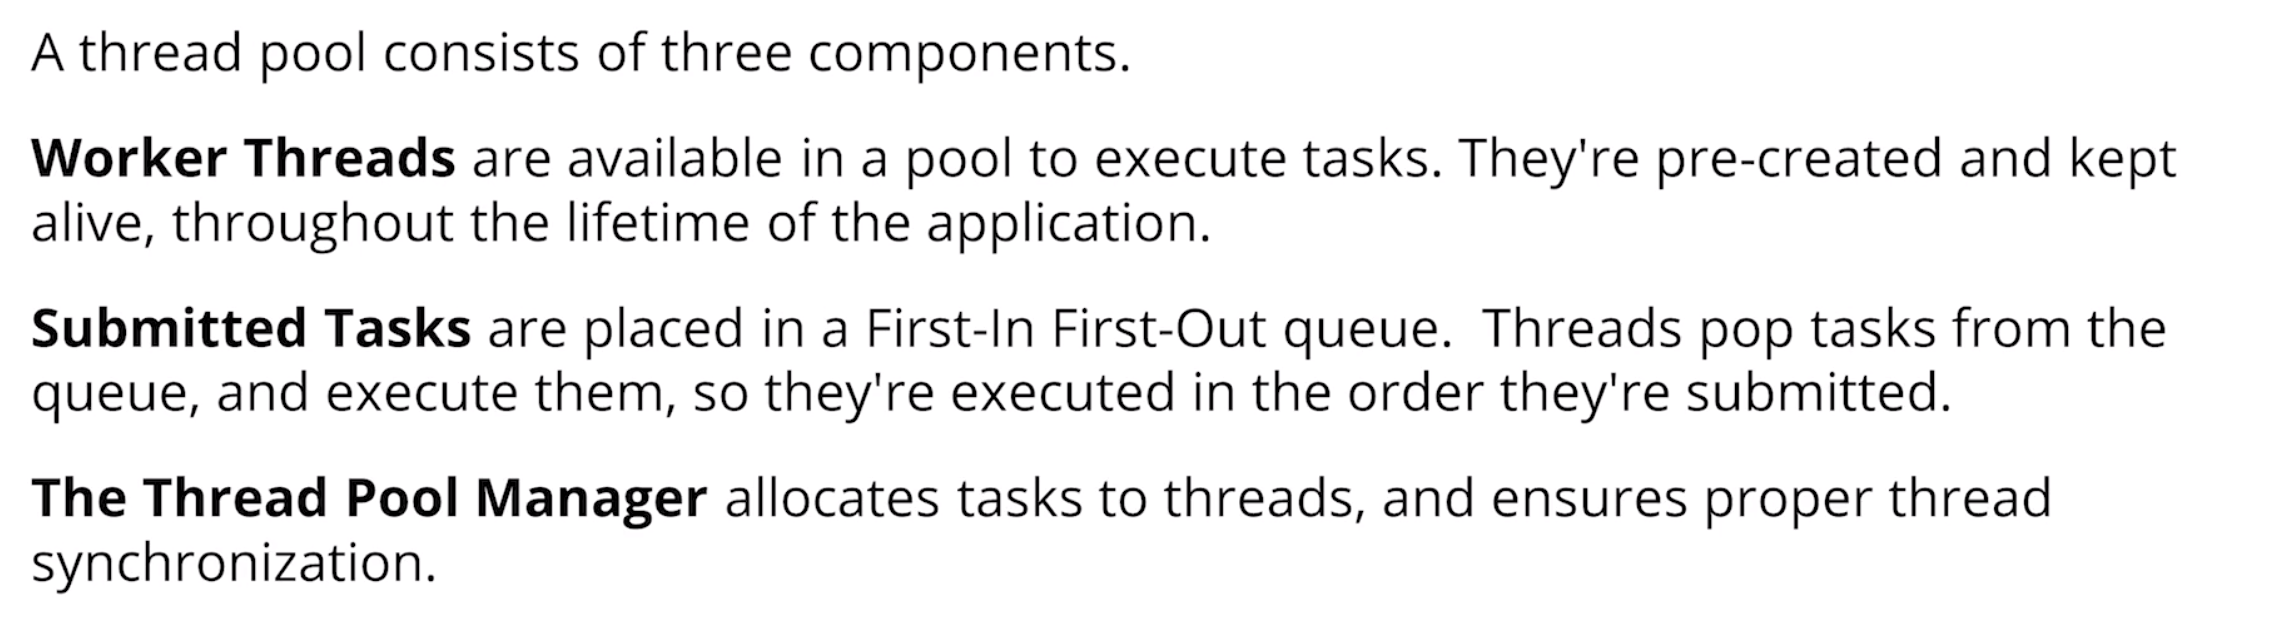 A thread pool consists of three components.
Worker Threads are available in a pool to execute tasks. They're pre-created and kept
alive, throughout the lifetime of the application.
Submitted Tasks are placed in a First-In First-Out queue.  Threads pop tasks from the
queue, and execute them, so they're executed in the order they're submitted.
The Thread Pool Manager allocates tasks to threads, and ensures proper thread
synchronization.